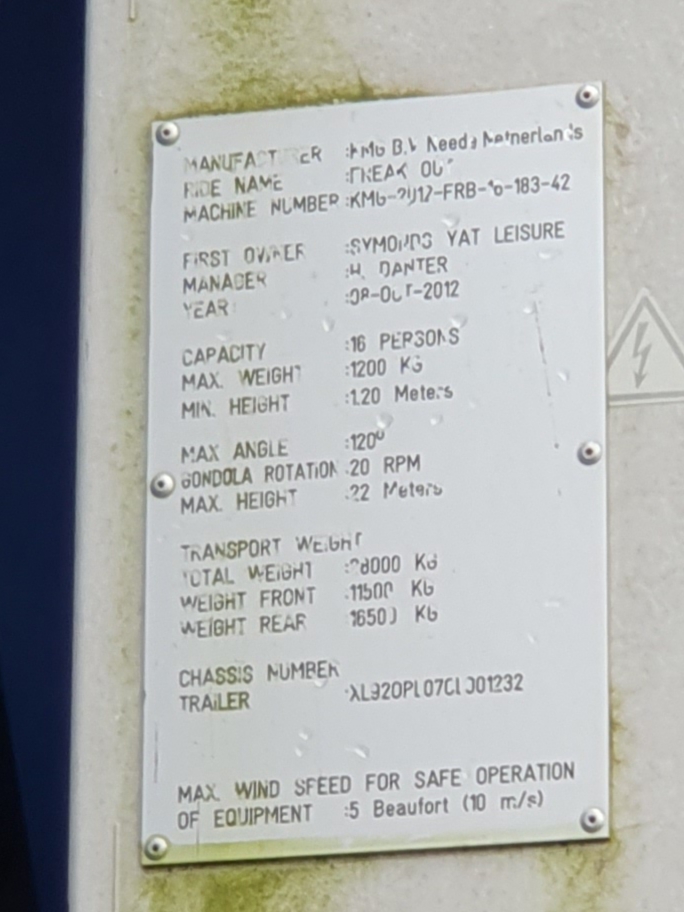 MANUFACTURER :KMG B.V. Neede Netherlands
RIDE NAME :FREAK OUT
MACHINE NUMBER :KMG-2012-FRB-16-183-42
FIRST OWNER :SYMONDS YAT LEISURE
MANAGER :H. DANTER
YEAR :08-OCT-2012
CAPACITY :16 PERSONS
MAX. WEIGHT :1200 KG
MIN. HEIGHT :1.20 Meters
MAX ANGLE :120°
GONDOLA ROTATION :20 RPM
MAX. HEIGHT :22 Meters
TRANSPORT WEIGHT
TOTAL WEIGHT :28000 KG
WEIGHT FRONT :11500 KG
WEIGHT REAR :16500 KG
CHASSIS NUMBER
TRAILER
MAX. WIND SPEED FOR SAFE OPERATION
OF EQUIPMENT :5 Beaufort (10 m/s)